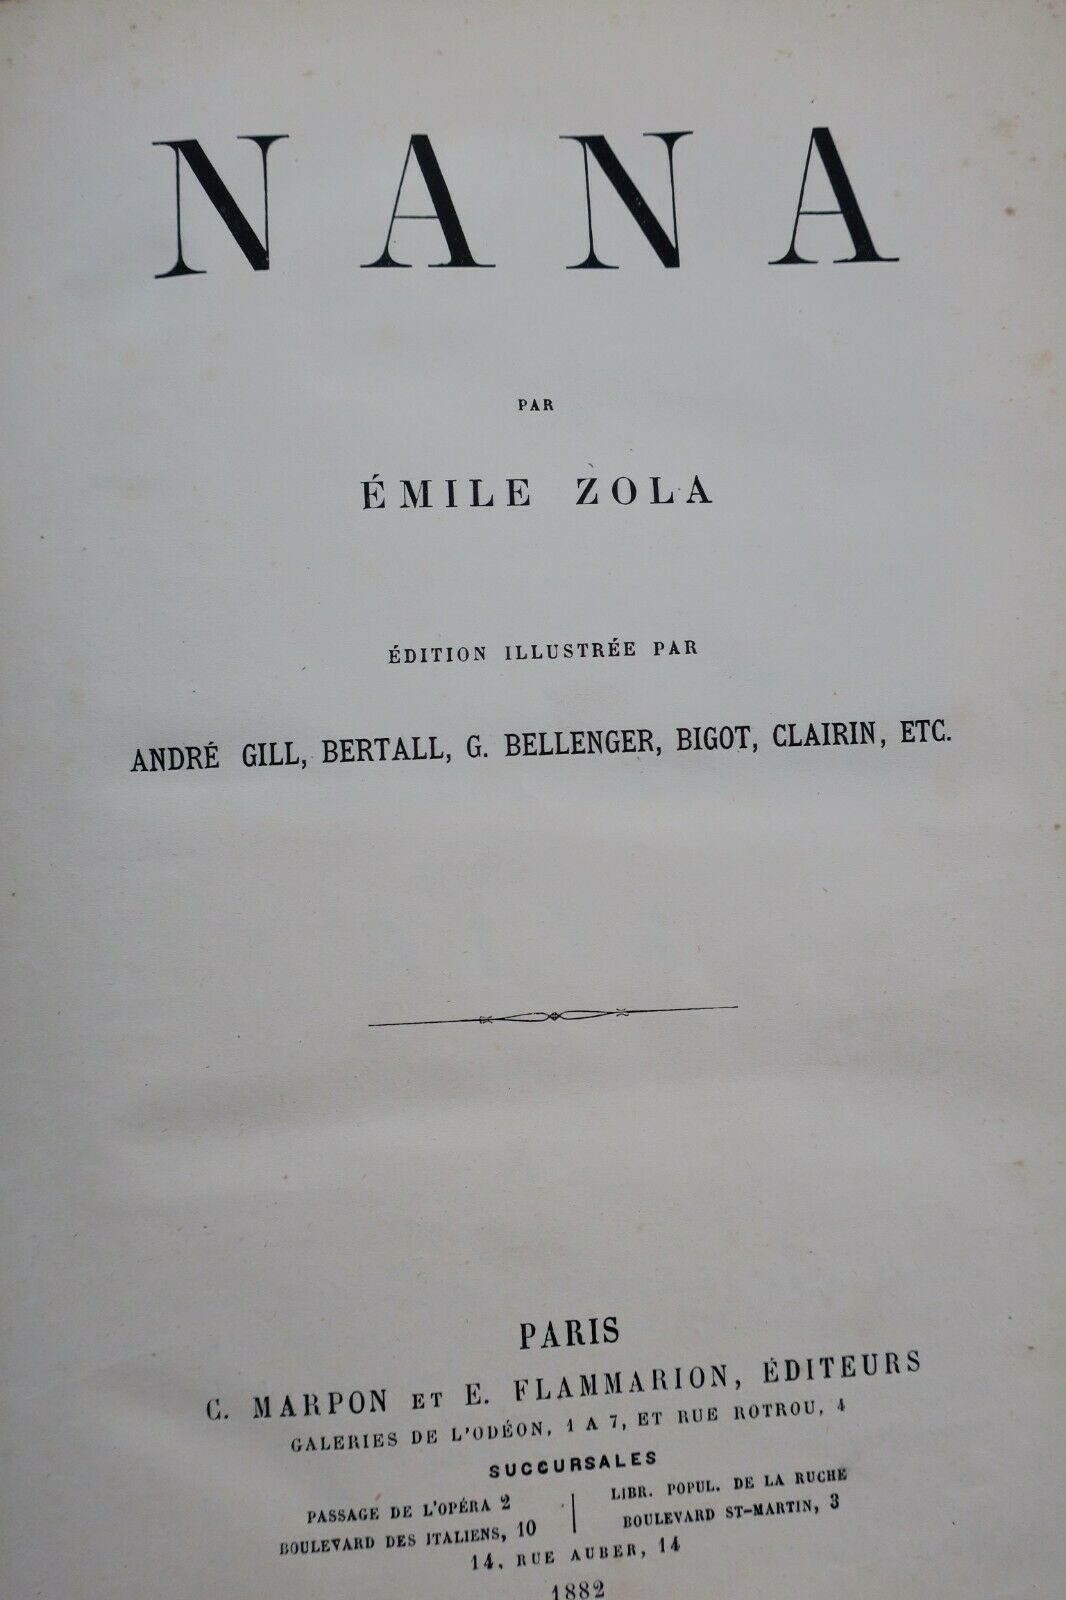 NANA
PAR
ÉMILE ZOLA
ÉDITION ILLUSTRÉE PAR
ANDRÉ GILL, BERTALL, G. BELLENGER, BIGOT, CLAIRIN, ETC.
PARIS
C. MARPON ET E. FLAMMARION, ÉDITEURS
GALERIES DE L'ODÉON, 1 A 7, ET RUE ROTROU, 4
SUCCURSALES
PASSAGE DE L'OPÉRA 2
BOULEVARD DES ITALIENS, 10
LIBR. POPUL. DE LA RUCHE
BOULEVARD ST-MARTIN, 3
14, RUE AUBER, 14
1882